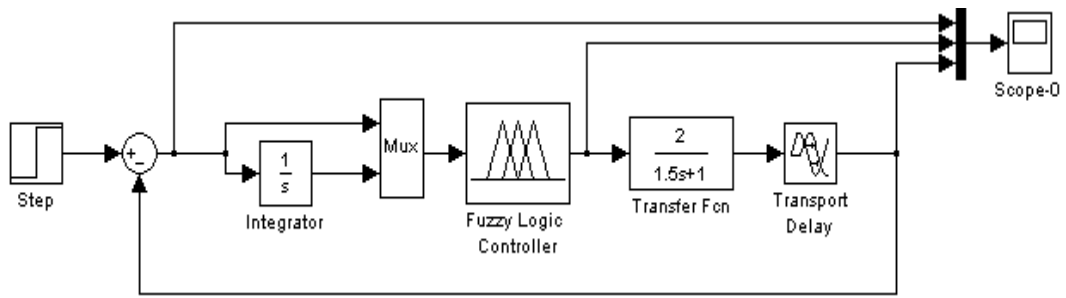 Scope-0
+
−
Step
1
s
Integrator
Mux
Fuzzy Logic
Controller
2
1.5s+1
Transfer Fcn
Transport
Delay